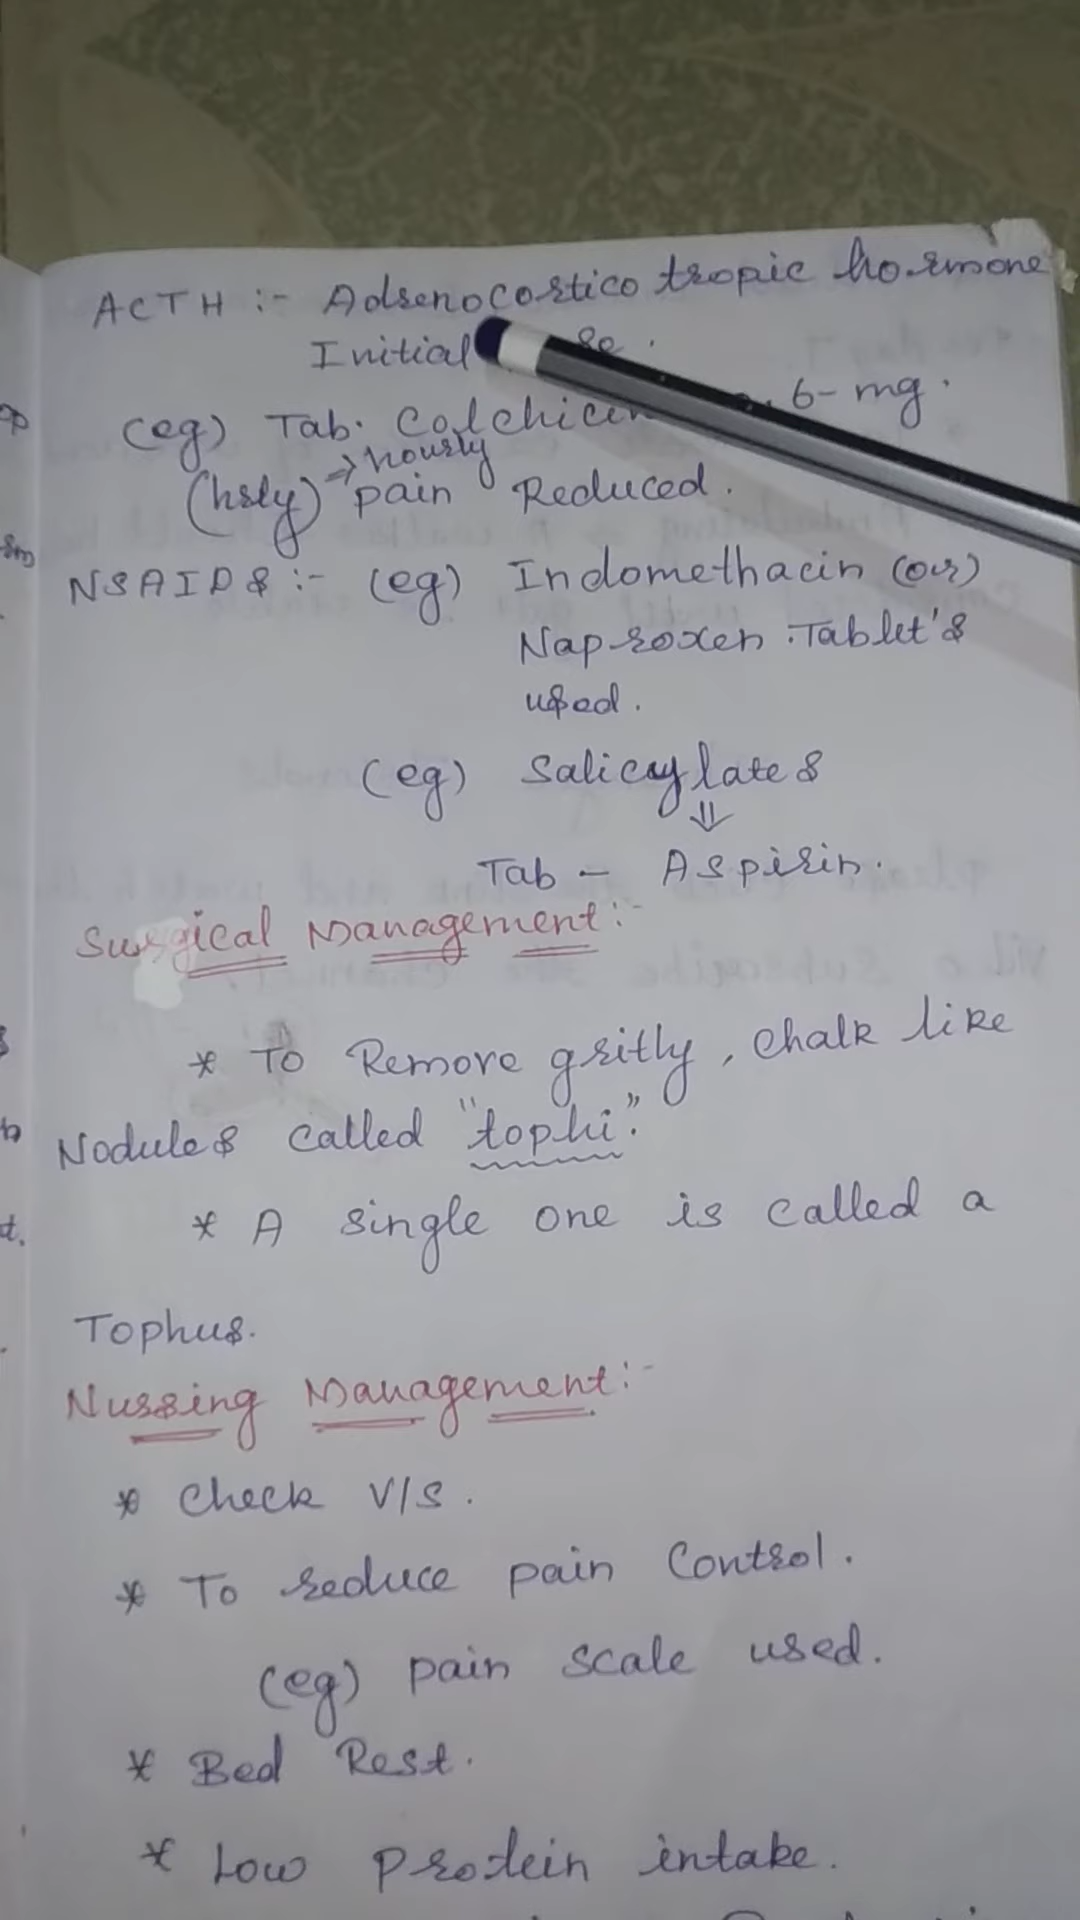 ACTH :- Adrenocortico tropic hormone
Initial
(eg) Tab. Colchicin 6-mg.
⇒ hourly
(hrly) pain Reduced.
NSAIDS :- (eg) Indomethacin (or)
Naproxen .Tablet's
used.
(eg) Salicylates
⇓
Tab - Aspirin.
Surgical Management:-
* To Remove gritly, chalk like
Nodules called "tophi".
* A single one is called a
Tophus.
Nursing Management:-
* Check V/S.
* To reduce pain Control.
(eg) pain scale used.
* Bed Rest.
* Low protein intake.